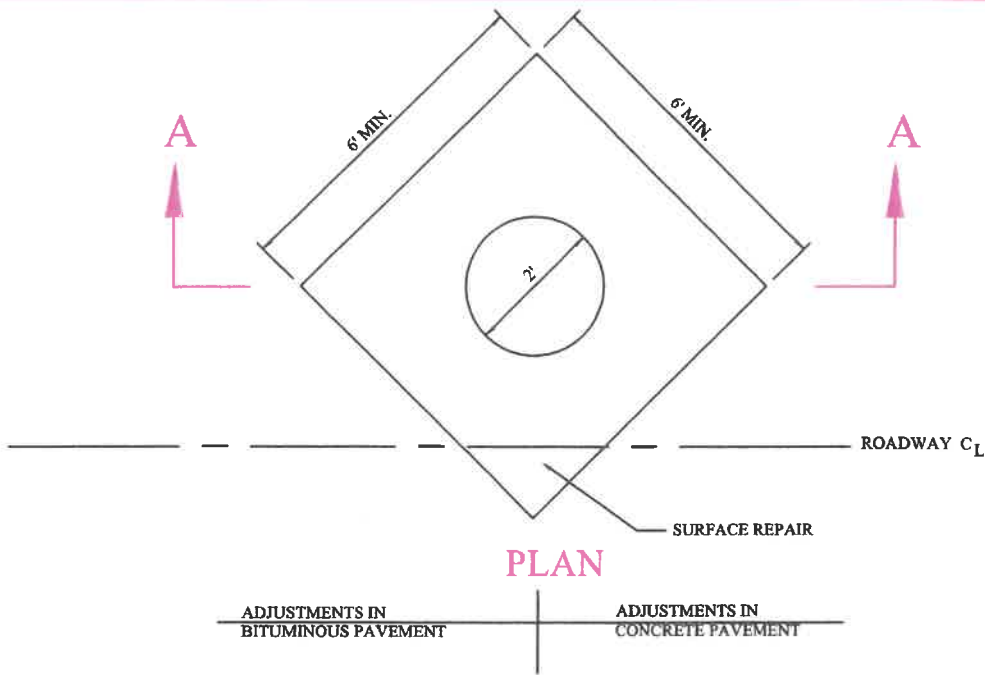 6' MIN.
6' MIN.
A
A
2'
ROADWAY CL
SURFACE REPAIR
PLAN
ADJUSTMENTS IN
BITUMINOUS PAVEMENT
ADJUSTMENTS IN
CONCRETE PAVEMENT